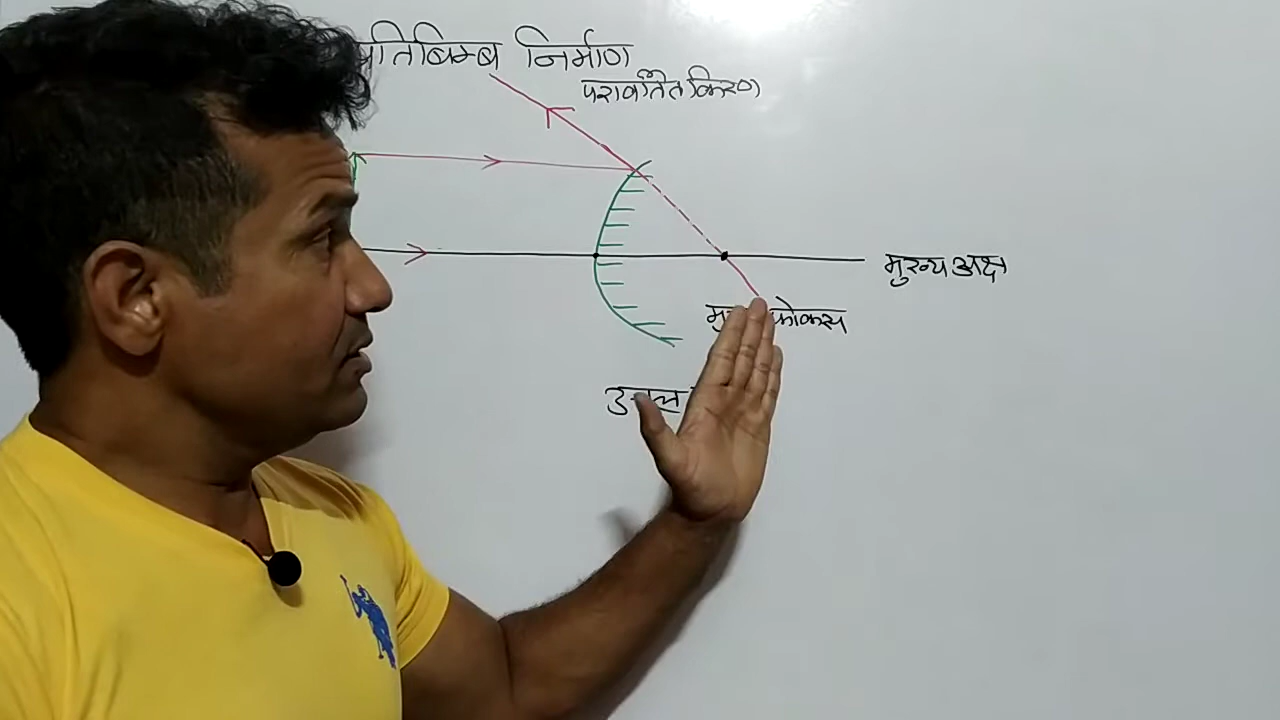 प्रतिबिम्ब निर्माण
परावर्तित किरण
मुख्य अक्ष
फोकस